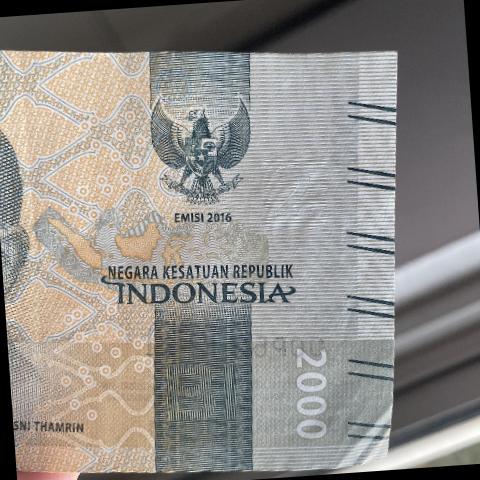 EMISI 2016
NEGARA KESATUAN REPUBLIK
INDONESIA
2000
SNI THAMRIN